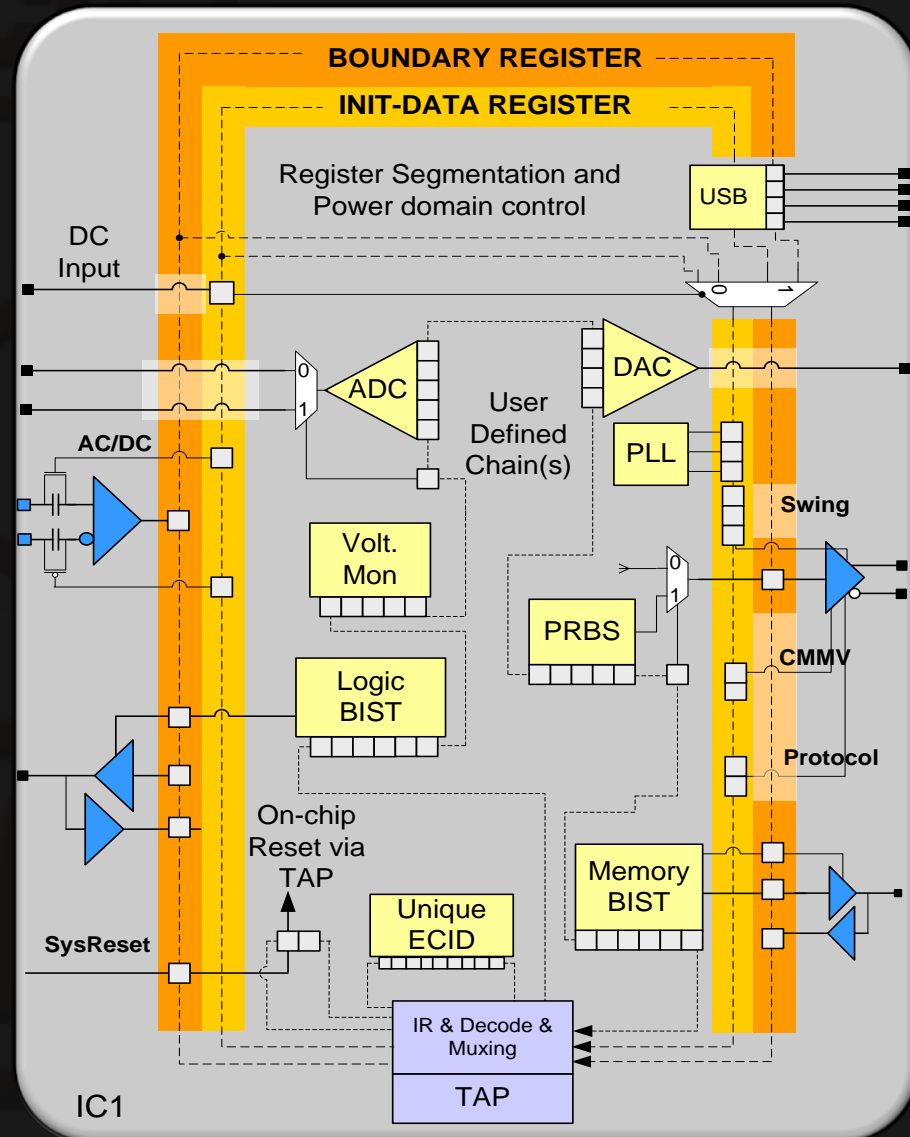 BOUNDARY REGISTER
INIT-DATA REGISTER
Register Segmentation and
Power domain control
USB
DC
Input
0
1
0
1
ADC
DAC
User
Defined
Chain(s)
AC/DC
PLL
Swing
Volt.
Mon
0
1
PRBS
CMMV
Logic
BIST
Protocol
On-chip
Reset via
TAP
Memory
BIST
Unique
ECID
SysReset
IR & Decode &
Muxing
TAP
IC1